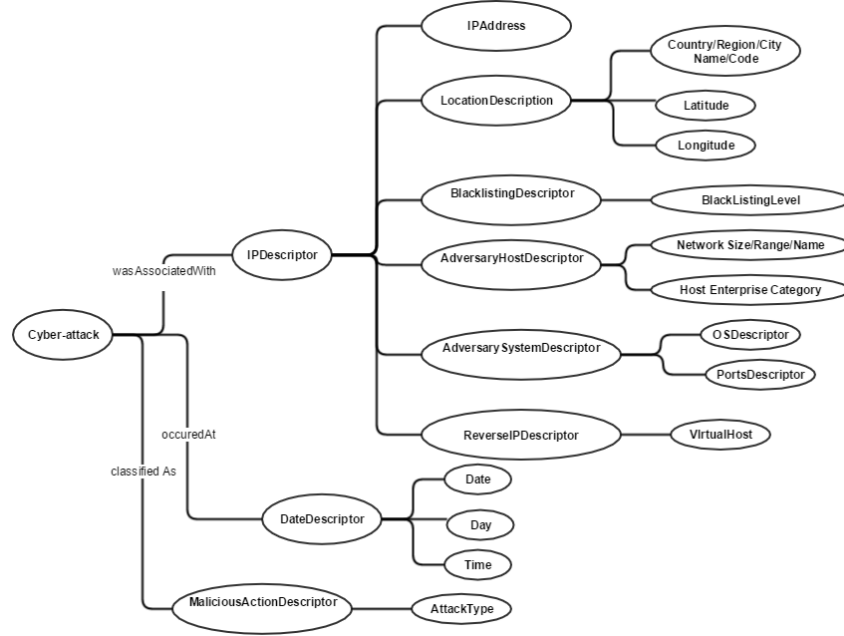 IPAddress
Country/Region/City
Name/Code
LocationDescription
Latitude
Longitude
BlacklistingDescriptor
BlackListingLevel
IPDescriptor
wasAssociatedWith
AdversaryHostDescriptor
Network Size/Range/Name
Host Enterprise Category
Cyber-attack
AdversarySystemDescriptor
OSDescriptor
PortsDescriptor
occuredAt
ReverseIPDescriptor
VIrtualHost
classified As
Date
DateDescriptor
Day
Time
MaliciousActionDescriptor
AttackType